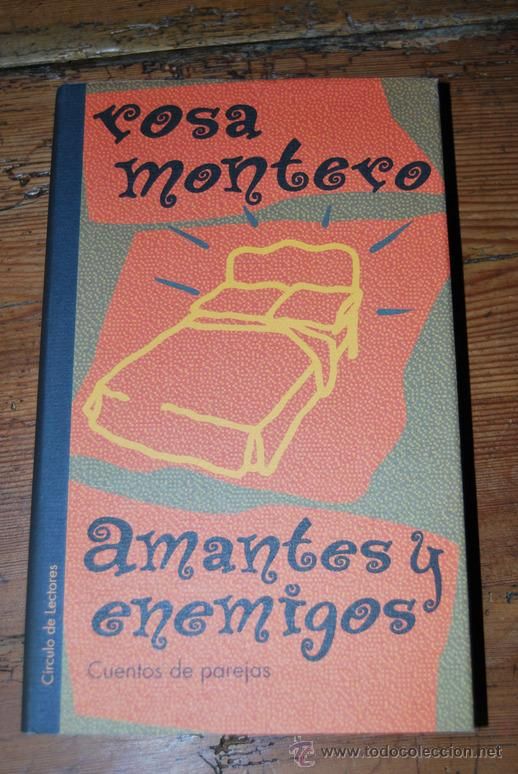 rosa
montero
amantes y
enemigos
Cuentos de parejas
Círculo de Lectores
www.todocoleccion.net